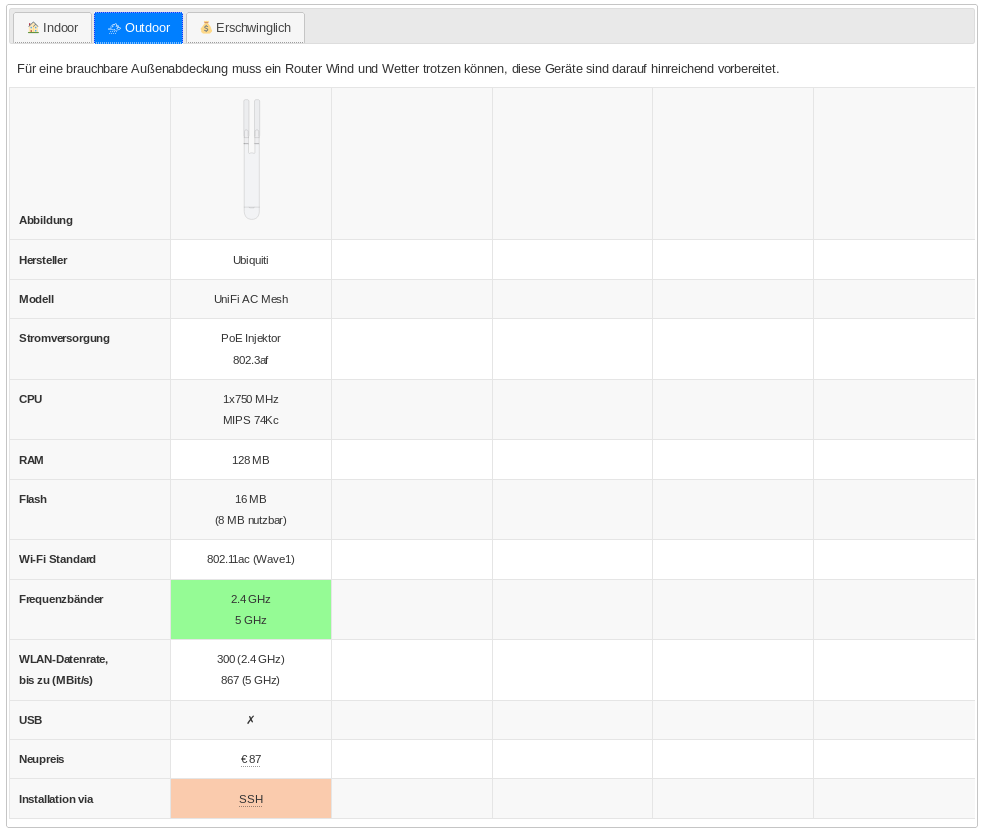 Indoor
Outdoor
Erschwinglich
Für eine brauchbare Außenabdeckung muss ein Router Wind und Wetter trotzen können, diese Geräte sind darauf hinreichend vorbereitet.
Abbildung
Hersteller Ubiquiti
Modell UniFi AC Mesh
Stromversorgung PoE Injektor
802.3af
CPU 1x750 MHz
MIPS 74Kc
RAM 128 MB
Flash 16 MB
(8 MB nutzbar)
Wi-Fi Standard 802.11ac (Wave1)
Frequenzbänder 2.4 GHz
5 GHz
WLAN-Datenrate, 300 (2.4 GHz)
bis zu (MBit/s) 867 (5 GHz)
USB ✗
Neupreis € 87
Installation via SSH